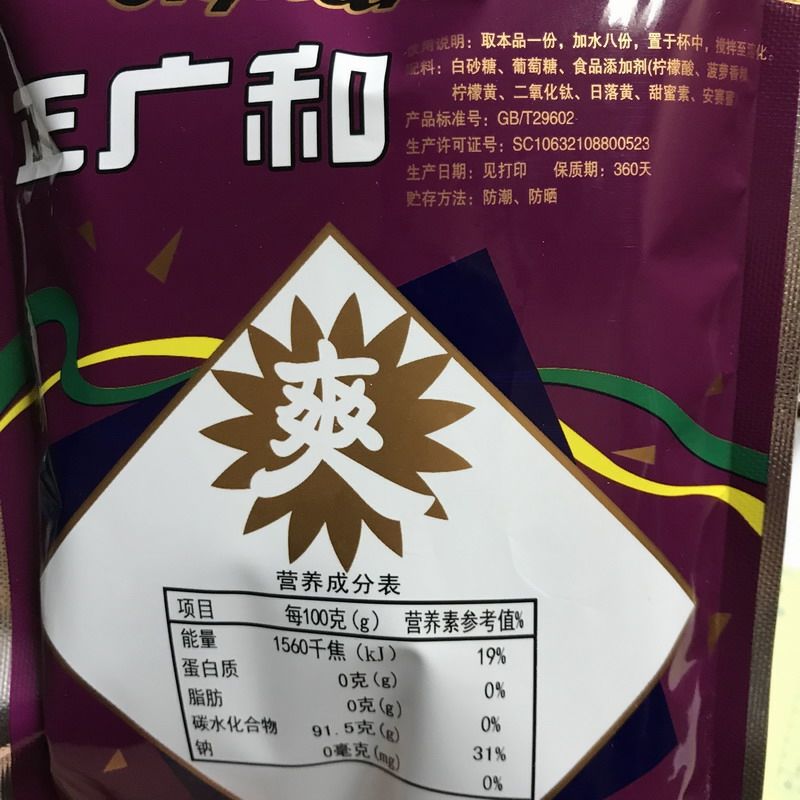 正广和
使用说明：取本品一份，加水八份，置于杯中，搅拌至溶化。
配料：白砂糖、葡萄糖、食品添加剂(柠檬酸、菠萝香精、
柠檬黄、二氧化钛、日落黄、甜蜜素、安赛蜜
产品标准号：GB/T29602
生产许可证号：SC10632108800523
生产日期：见打印 保质期：360天
贮存方法：防潮、防晒
爽
营养成分表
项目 每100克(g) 营养素参考值%
能量 1560千焦(kJ) 19%
蛋白质 0克(g) 0%
脂肪 0克(g) 0%
碳水化合物 91.5克(g) 31%
钠 0毫克(mg) 0%